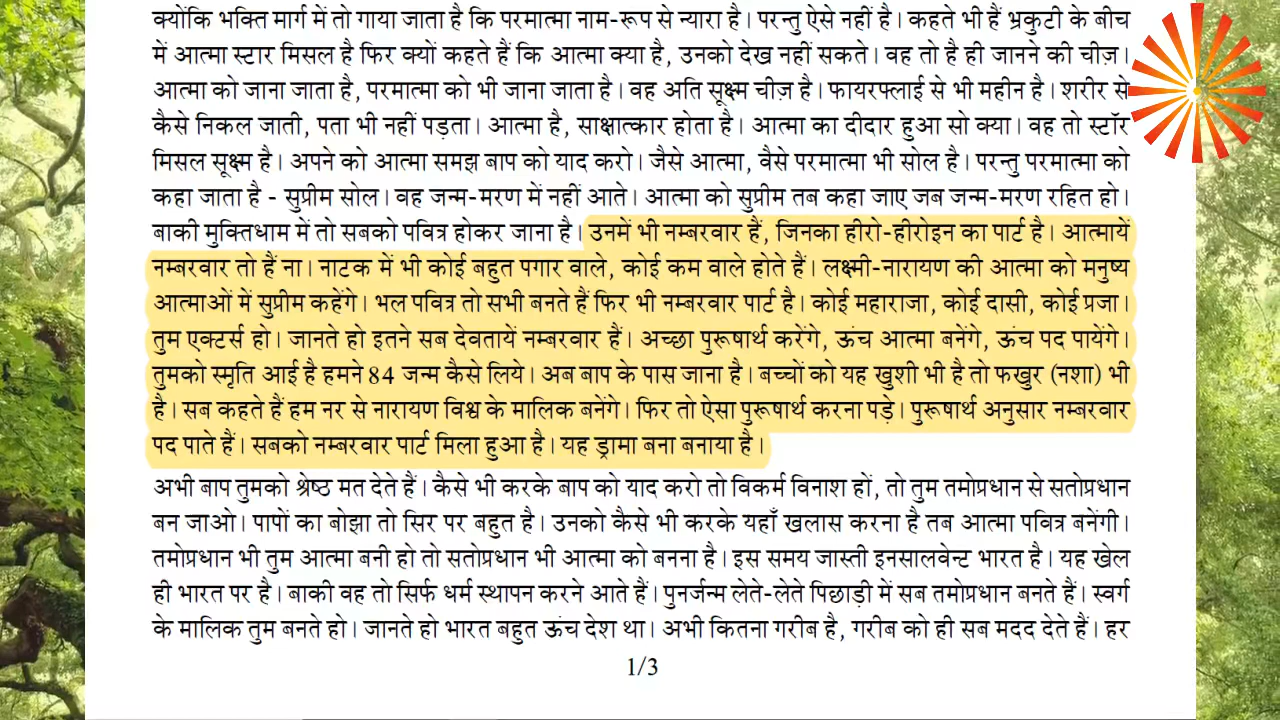 क्योंकि भक्ति मार्ग में तो गाया जाता है कि परमात्मा नाम-रूप से न्यारा है। परन्तु ऐसे नहीं है। कहते भी हैं भ्रकुटी के बीच
में आत्मा स्टार मिसल है फिर क्यों कहते हैं कि आत्मा क्या है, उनको देख नहीं सकते। वह तो है ही जानने की चीज़।
आत्मा को जाना जाता है, परमात्मा को भी जाना जाता है। वह अति सूक्ष्म चीज़ है। फायरफ्लाई से भी महीन है। शरीर से
कैसे निकल जाती, पता भी नहीं पड़ता। आत्मा है, साक्षात्कार होता है। आत्मा का दीदार हुआ सो क्या। वह तो स्टॉर
मिसल सूक्ष्म है। अपने को आत्मा समझ बाप को याद करो। जैसे आत्मा, वैसे परमात्मा भी सोल है। परन्तु परमात्मा को
कहा जाता है - सुप्रीम सोल। वह जन्म-मरण में नहीं आते। आत्मा को सुप्रीम तब कहा जाए जब जन्म-मरण रहित हो।
बाकी मुक्तिधाम में तो सबको पवित्र होकर जाना है। उनमें भी नम्बरवार हैं, जिनका हीरो-हीरोइन का पार्ट है। आत्मायें
नम्बरवार तो हैं ना। नाटक में भी कोई बहुत पगार वाले, कोई कम वाले होते हैं। लक्ष्मी-नारायण की आत्मा को मनुष्य
आत्माओं में सुप्रीम कहेंगे। भल पवित्र तो सभी बनते हैं फिर भी नम्बरवार पार्ट है। कोई महाराजा, कोई दासी, कोई प्रजा।
तुम एक्टर्स हो। जानते हो इतने सब देवतायें नम्बरवार हैं। अच्छा पुरूषार्थ करेंगे, ऊंच आत्मा बनेंगे, ऊंच पद पायेंगे।
तुमको स्मृति आई है हमने 84 जन्म कैसे लिये। अब बाप के पास जाना है। बच्चों को यह खुशी भी है तो फखुर (नशा) भी
है। सब कहते हैं हम नर से नारायण विश्व के मालिक बनेंगे। फिर तो ऐसा पुरूषार्थ करना पड़े। पुरूषार्थ अनुसार नम्बरवार
पद पाते हैं। सबको नम्बरवार पार्ट मिला हुआ है। यह ड्रामा बना बनाया है।
अभी बाप तुमको श्रेष्ठ मत देते हैं। कैसे भी करके बाप को याद करो तो विकर्म विनाश हों, तो तुम तमोप्रधान से सतोप्रधान
बन जाओ। पापों का बोझा तो सिर पर बहुत है। उनको कैसे भी करके यहाँ खलास करना है तब आत्मा पवित्र बनेंगी।
तमोप्रधान भी तुम आत्मा बनी हो तो सतोप्रधान भी आत्मा को बनना है। इस समय जास्ती इनसालवेन्ट भारत है। यह खेल
ही भारत पर है। बाकी वह तो सिर्फ धर्म स्थापन करने आते हैं। पुनर्जन्म लेते-लेते पिछाड़ी में सब तमोप्रधान बनते हैं। स्वर्ग
के मालिक तुम बनते हो। जानते हो भारत बहुत ऊंच देश था। अभी कितना गरीब है, गरीब को ही सब मदद देते हैं। हर
1/3